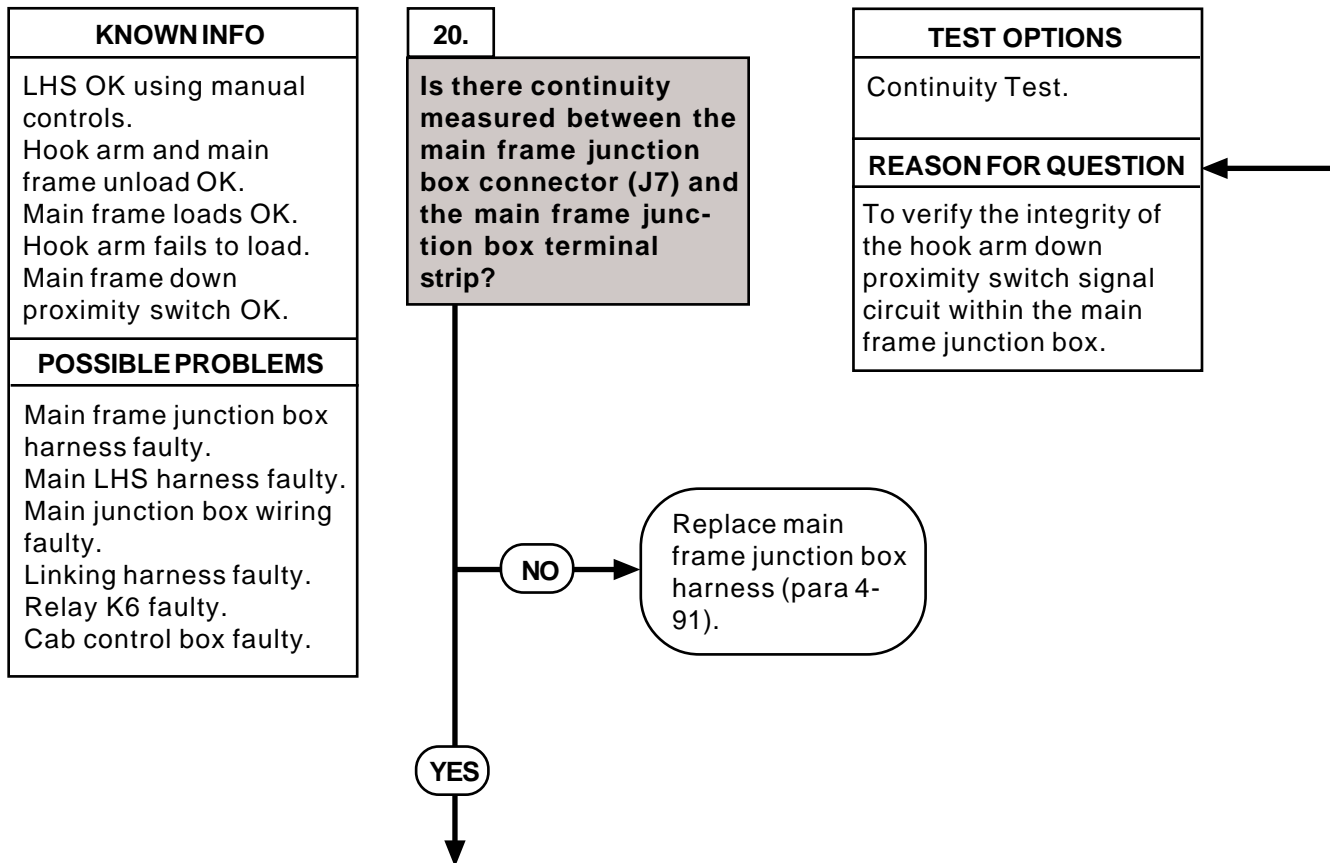 KNOWN INFO
LHS OK using manual
controls.
Hook arm and main
frame unload OK.
Main frame loads OK.
Hook arm fails to load.
Main frame down
proximity switch OK.
POSSIBLE PROBLEMS
Main frame junction box
harness faulty.
Main LHS harness faulty.
Main junction box wiring
faulty.
Linking harness faulty.
Relay K6 faulty.
Cab control box faulty.
20.
Is there continuity
measured between the
main frame junction
box connector (J7) and
the main frame junc-
tion box terminal
strip?
NO
Replace main
frame junction box
harness (para 4-
91).
YES
TEST OPTIONS
Continuity Test.
REASON FOR QUESTION
To verify the integrity of
the hook arm down
proximity switch signal
circuit within the main
frame junction box.